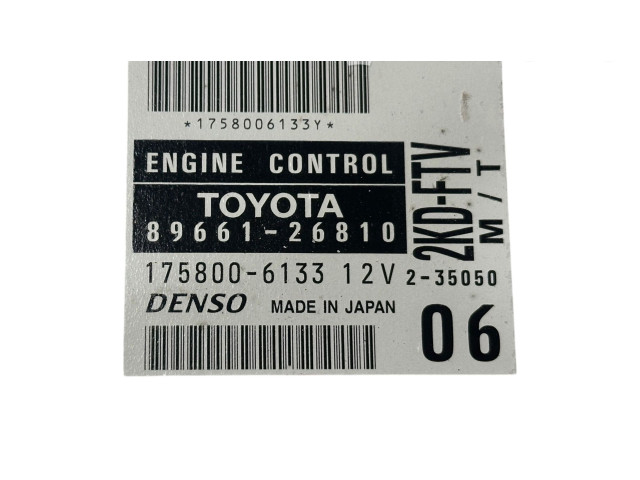 *1758006133Y*
ENGINE CONTROL
TOYOTA
89661-26810
2KD-FTV
M/T
175800-6133 12V 2-35050
DENSO MADE IN JAPAN
06